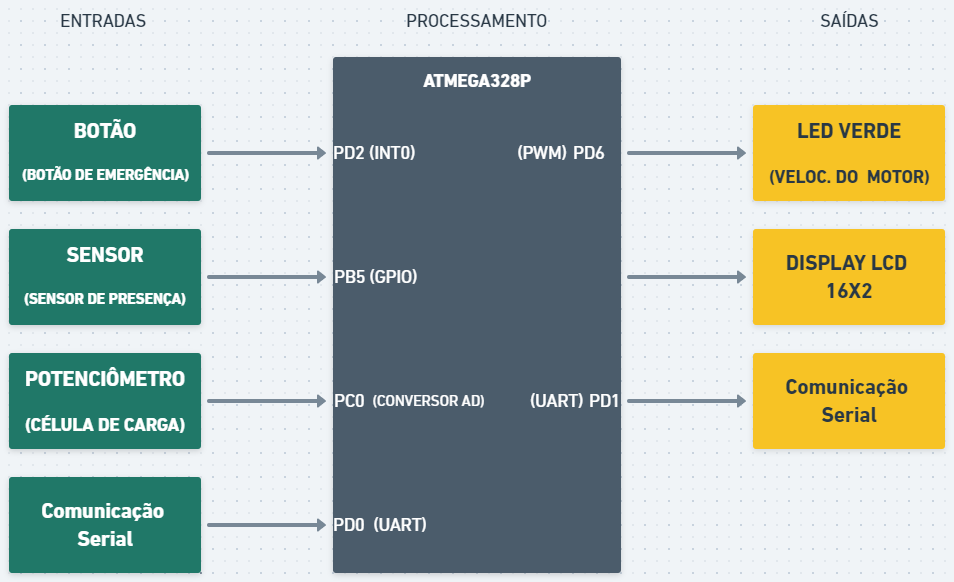 ENTRADAS
PROCESSAMENTO
SAÍDAS
ATMEGA328P
BOTÃO
(BOTÃO DE EMERGÊNCIA)
PD2 (INT0)
(PWM) PD6
LED VERDE
(VELOC. DO MOTOR)
SENSOR
(SENSOR DE PRESENÇA)
PB5 (GPIO)
DISPLAY LCD
16X2
POTENCIÔMETRO
(CÉLULA DE CARGA)
PC0 (CONVERSOR AD)
(UART) PD1
Comunicação
Serial
Comunicação
Serial
PD0 (UART)